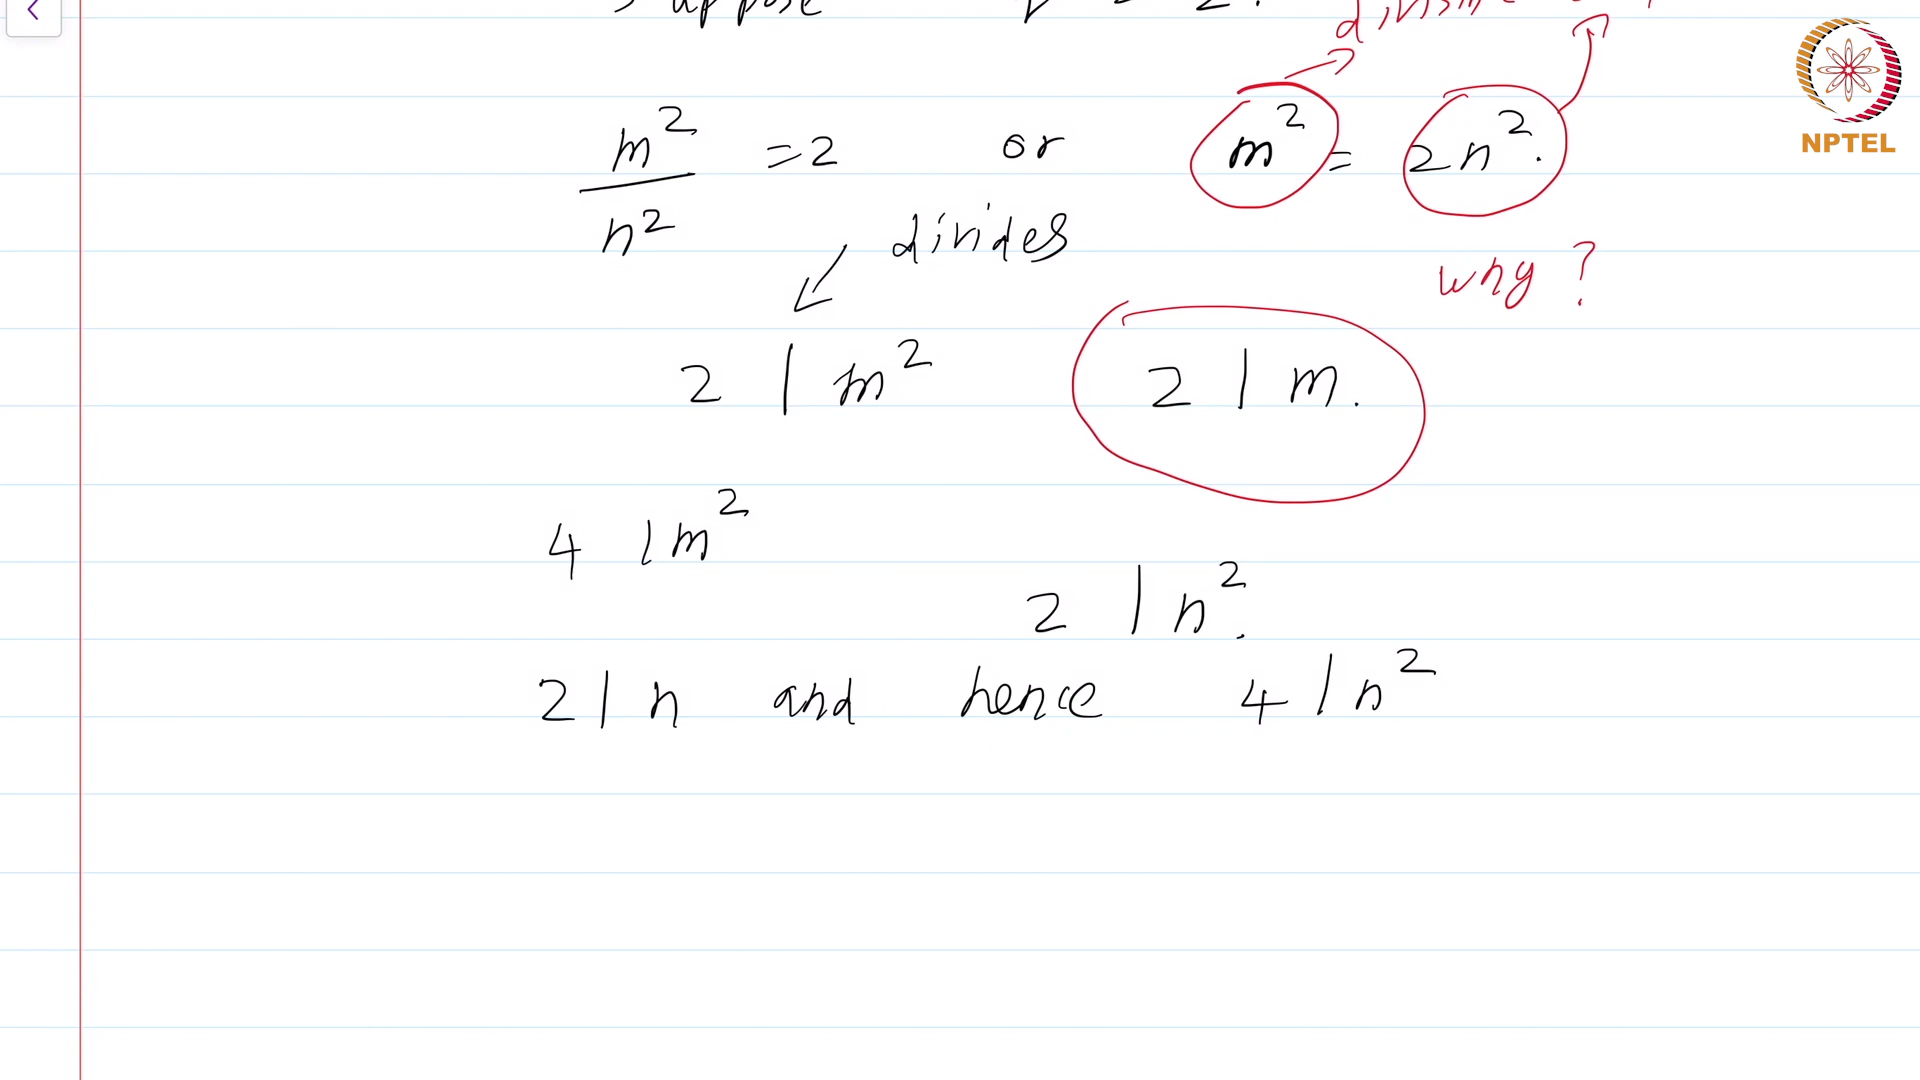 suppose
m² / n² = 2 or m² = 2n².
divides
why?
2 | m² 2 | m.
4 | m²
2 | n².
2 | n and hence 4 | n²
NPTEL